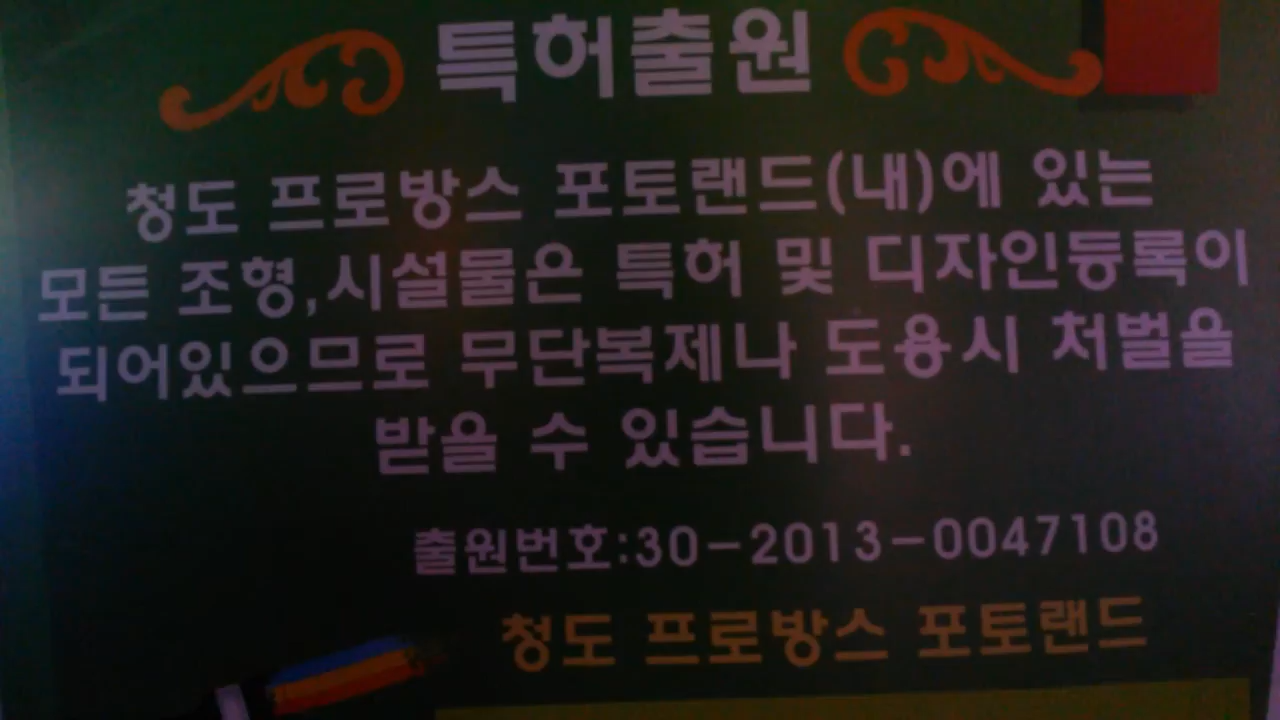 특허출원
청도 프로방스 포토랜드(내)에 있는
모든 조형,시설물은 특허 및 디자인등록이
되어있으므로 무단복제나 도용시 처벌을
받을 수 있습니다.
출원번호:30-2013-0047108
청도 프로방스 포토랜드